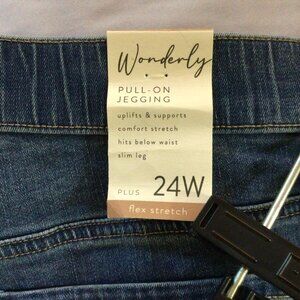 Wonderly
PULL-ON
JEGGING
uplifts & supports
comfort stretch
hits below waist
slim leg
PLUS 24W
flex stretch